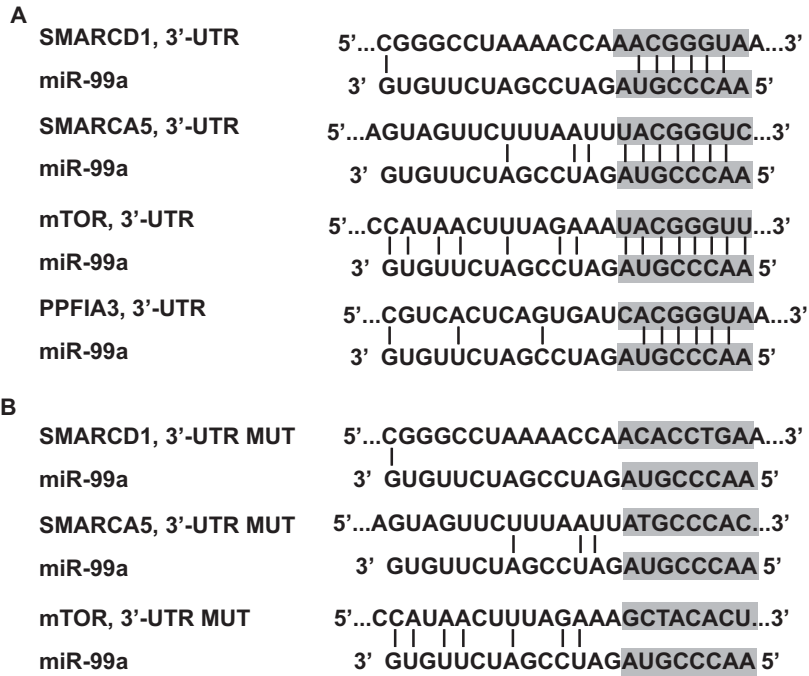 A
SMARCD1, 3’-UTR 5’...CGGGCCUAAAACCAAACGGGUAA...3’
miR-99a 3’ GUGUUCUAGCCUAGAUGCCCAA 5’
SMARCA5, 3’-UTR 5’...AGUAGUUCUUUAAUUUACGGGUC...3’
miR-99a 3’ GUGUUCUAGCCUAGAUGCCCAA 5’
mTOR, 3’-UTR 5’...CCAUAACUUUAGAAAUACGGGUU...3’
miR-99a 3’ GUGUUCUAGCCUAGAUGCCCAA 5’
PPFIA3, 3’-UTR 5’...CGUCACUCAGUGAUCACGGGUAA...3’
miR-99a 3’ GUGUUCUAGCCUAGAUGCCCAA 5’
B
SMARCD1, 3’-UTR MUT 5’...CGGGCCUAAAACCAACACCTGAA...3’
miR-99a 3’ GUGUUCUAGCCUAGAUGCCCAA 5’
SMARCA5, 3’-UTR MUT 5’...AGUAGUUCUUUAAUUATGCCCAC...3’
miR-99a 3’ GUGUUCUAGCCUAGAUGCCCAA 5’
mTOR, 3’-UTR MUT 5’...CCAUAACUUUAGAAAGCTACACU...3’
miR-99a 3’ GUGUUCUAGCCUAGAUGCCCAA 5’